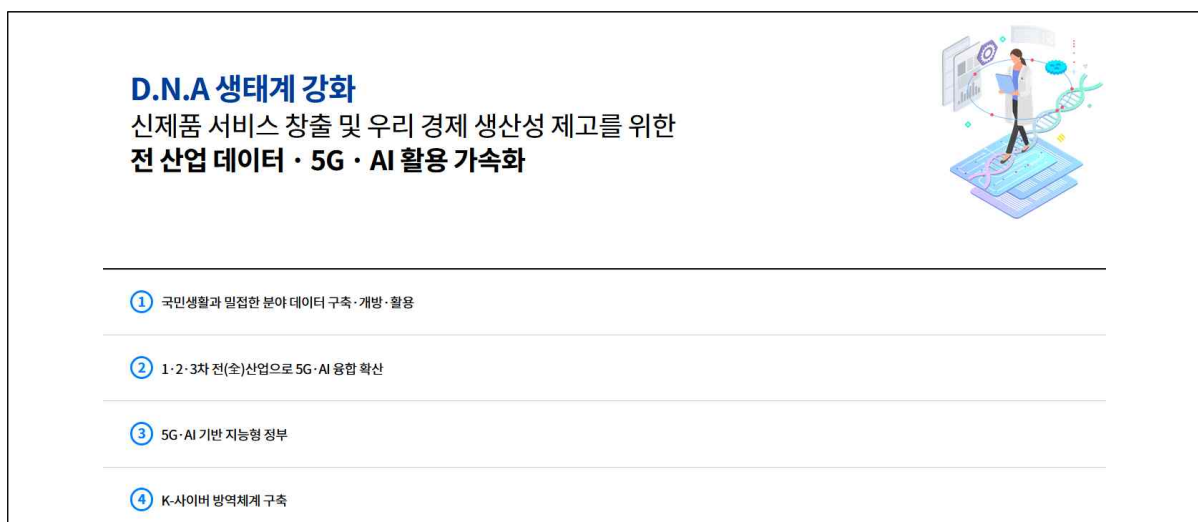 D.N.A 생태계 강화
신제품 서비스 창출 및 우리 경제 생산성 제고를 위한
전 산업 데이터 · 5G · AI 활용 가속화
1 국민생활과 밀접한 분야 데이터 구축·개방·활용
2 1·2·3차 전(全)산업으로 5G·AI 융합 확산
3 5G·AI 기반 지능형 정부
4 K-사이버 방역체계 구축